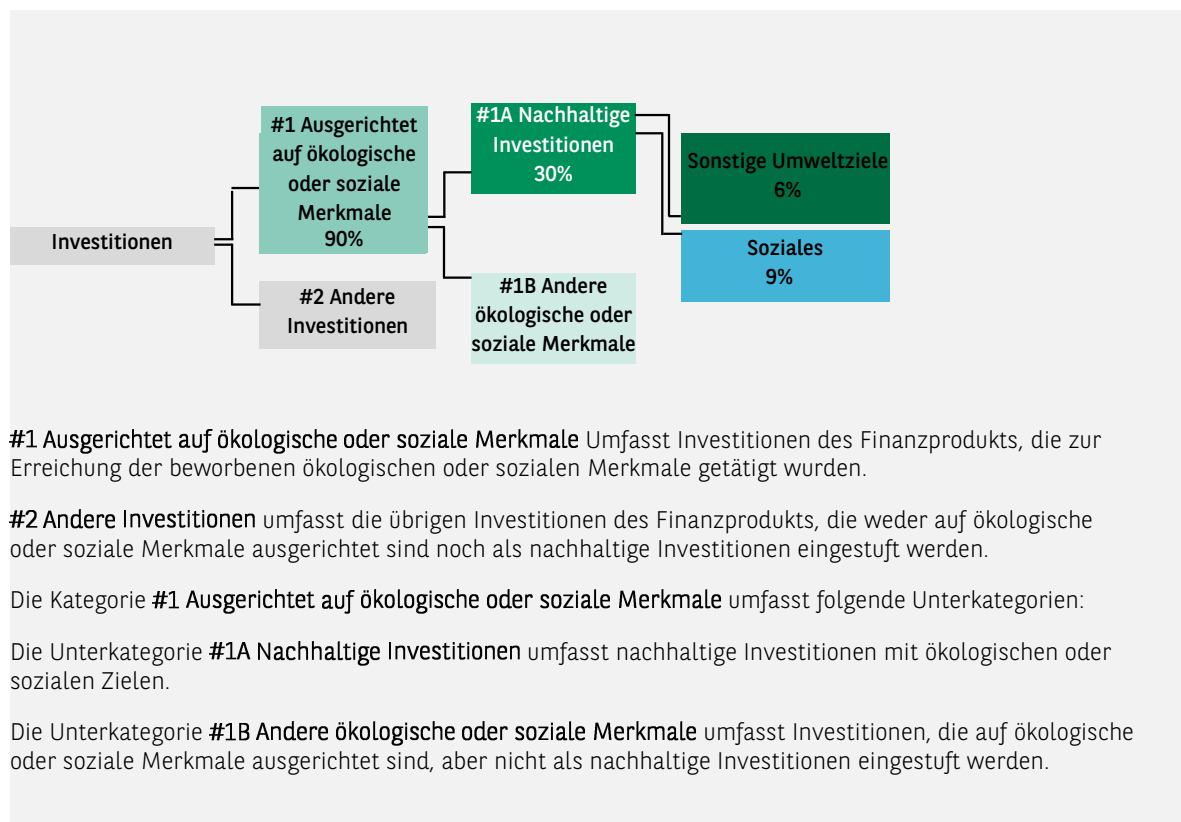 Investitionen
#1 Ausgerichtet
auf ökologische
oder soziale
Merkmale
90%
#2 Andere
Investitionen
#1A Nachhaltige
Investitionen
30%
#1B Andere
ökologische oder
soziale Merkmale
Sonstige Umweltziele
6%
Soziales
9%
#1 Ausgerichtet auf ökologische oder soziale Merkmale Umfasst Investitionen des Finanzprodukts, die zur
Erreichung der beworbenen ökologischen oder sozialen Merkmale getätigt wurden.
#2 Andere Investitionen umfasst die übrigen Investitionen des Finanzprodukts, die weder auf ökologische
oder soziale Merkmale ausgerichtet sind noch als nachhaltige Investitionen eingestuft werden.
Die Kategorie #1 Ausgerichtet auf ökologische oder soziale Merkmale umfasst folgende Unterkategorien:
Die Unterkategorie #1A Nachhaltige Investitionen umfasst nachhaltige Investitionen mit ökologischen oder
sozialen Zielen.
Die Unterkategorie #1B Andere ökologische oder soziale Merkmale umfasst Investitionen, die auf ökologische
oder soziale Merkmale ausgerichtet sind, aber nicht als nachhaltige Investitionen eingestuft werden.